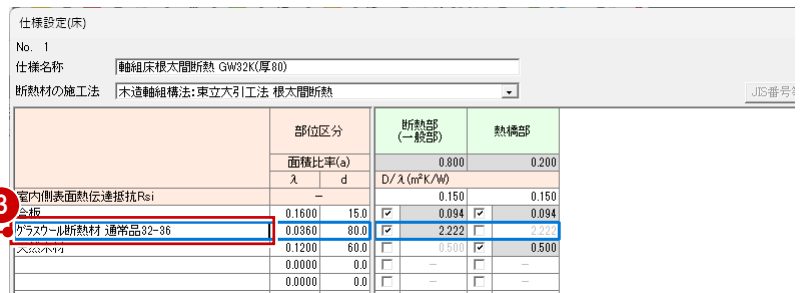 仕様設定(床)
No. 1
仕様名称 軸組床根太間断熱 GW32K(厚80)
断熱材の施工法 木造軸組構法:束立大引工法 根太間断熱
JIS番号
部位区分 断熱部 (一般部) 熱橋部
面積比率(a) 0.800 0.200
λ d D/λ(m²K/W)
室内側表面熱伝達抵抗Rsi − 0.150 0.150
合板 0.1600 15.0 0.094 0.094
3
グラスウール断熱材 通常品32-36 0.0360 80.0 2.222 2.222
天然木材 0.1200 60.0 0.500 0.500
0.0000 0.0 − −
0.0000 0.0 − −